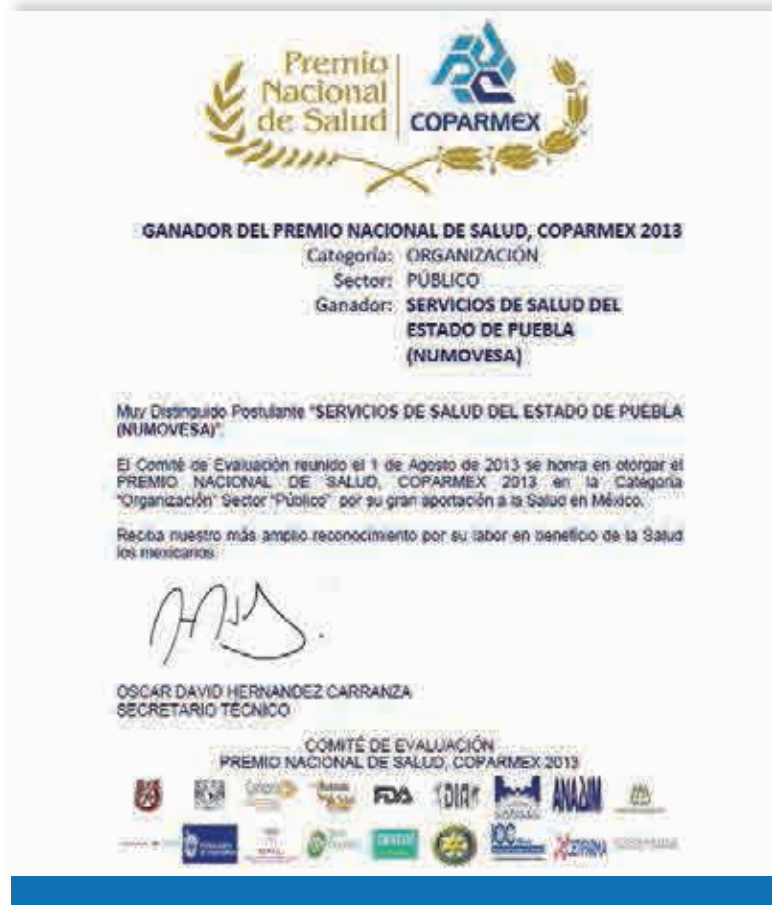 Premio
Nacional
de Salud
COPARMEX
GANADOR DEL PREMIO NACIONAL DE SALUD, COPARMEX 2013
Categoría: ORGANIZACIÓN
Sector: PÚBLICO
Ganador: SERVICIOS DE SALUD DEL
ESTADO DE PUEBLA
(NUMOVESA)
Muy Distinguido Postulante "SERVICIOS DE SALUD DEL ESTADO DE PUEBLA
(NUMOVESA)".
El Comité de Evaluación reunido el 1 de Agosto de 2013 se honra en otorgar el
PREMIO NACIONAL DE SALUD, COPARMEX 2013 en la Categoría
"Organización" Sector "Público" por su gran aportación a la Salud en México.
Reciba nuestro más amplio reconocimiento por su labor en beneficio de la Salud
los mexicanos.
OSCAR DAVID HERNANDEZ CARRANZA
SECRETARIO TÉCNICO
COMITÉ DE EVALUACIÓN
PREMIO NACIONAL DE SALUD, COPARMEX 2013
FDA